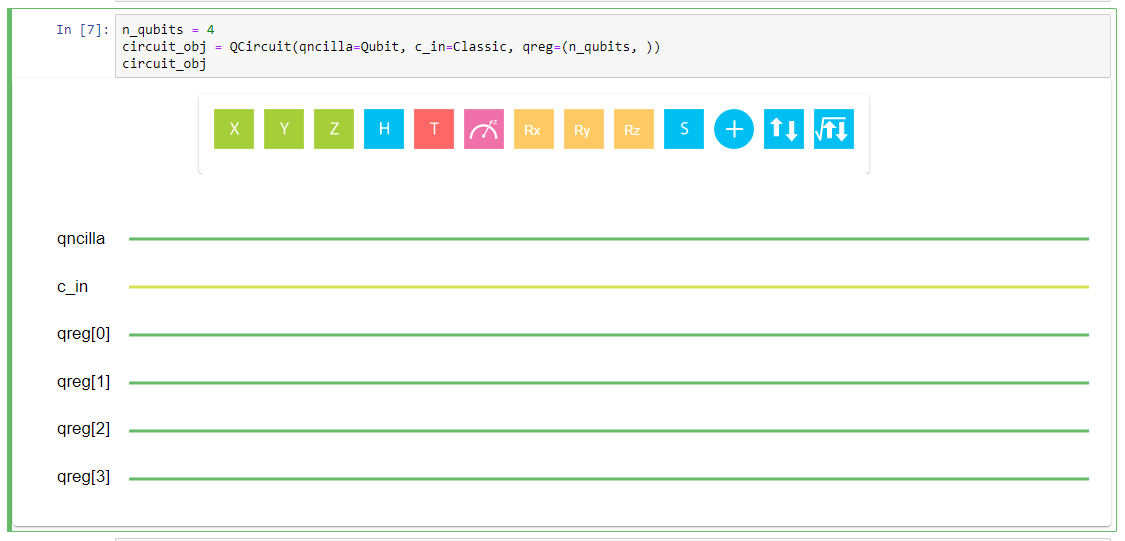 In [7]: n_qubits = 4
circuit_obj = QCircuit(qncilla=Qubit, c_in=Classic, qreg=(n_qubits, ))
circuit_obj
X Y Z H T z Rx Ry Rz S
qncilla
c_in
qreg[0]
qreg[1]
qreg[2]
qreg[3]